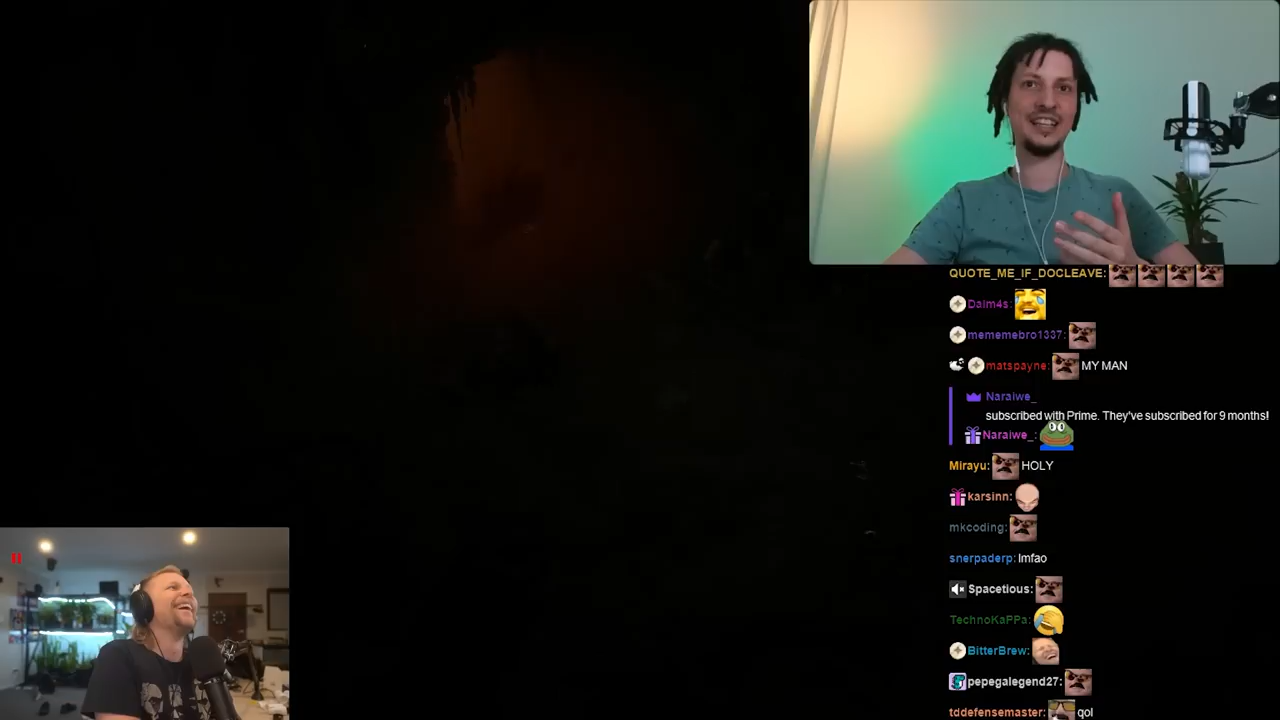 QUOTE_ME_IF_DOCLEAVE:
Daim4s:
mememebro1337:
matspayne: MY MAN
Naraiwe_
subscribed with Prime. They've subscribed for 9 months!
Naraiwe_:
Mirayu: HOLY
karsinn:
mkcoding:
snerpaderp: lmfao
Spacetious:
TechnoKaPPa:
BitterBrew:
pepegalegend27:
tddefensemaster: qol